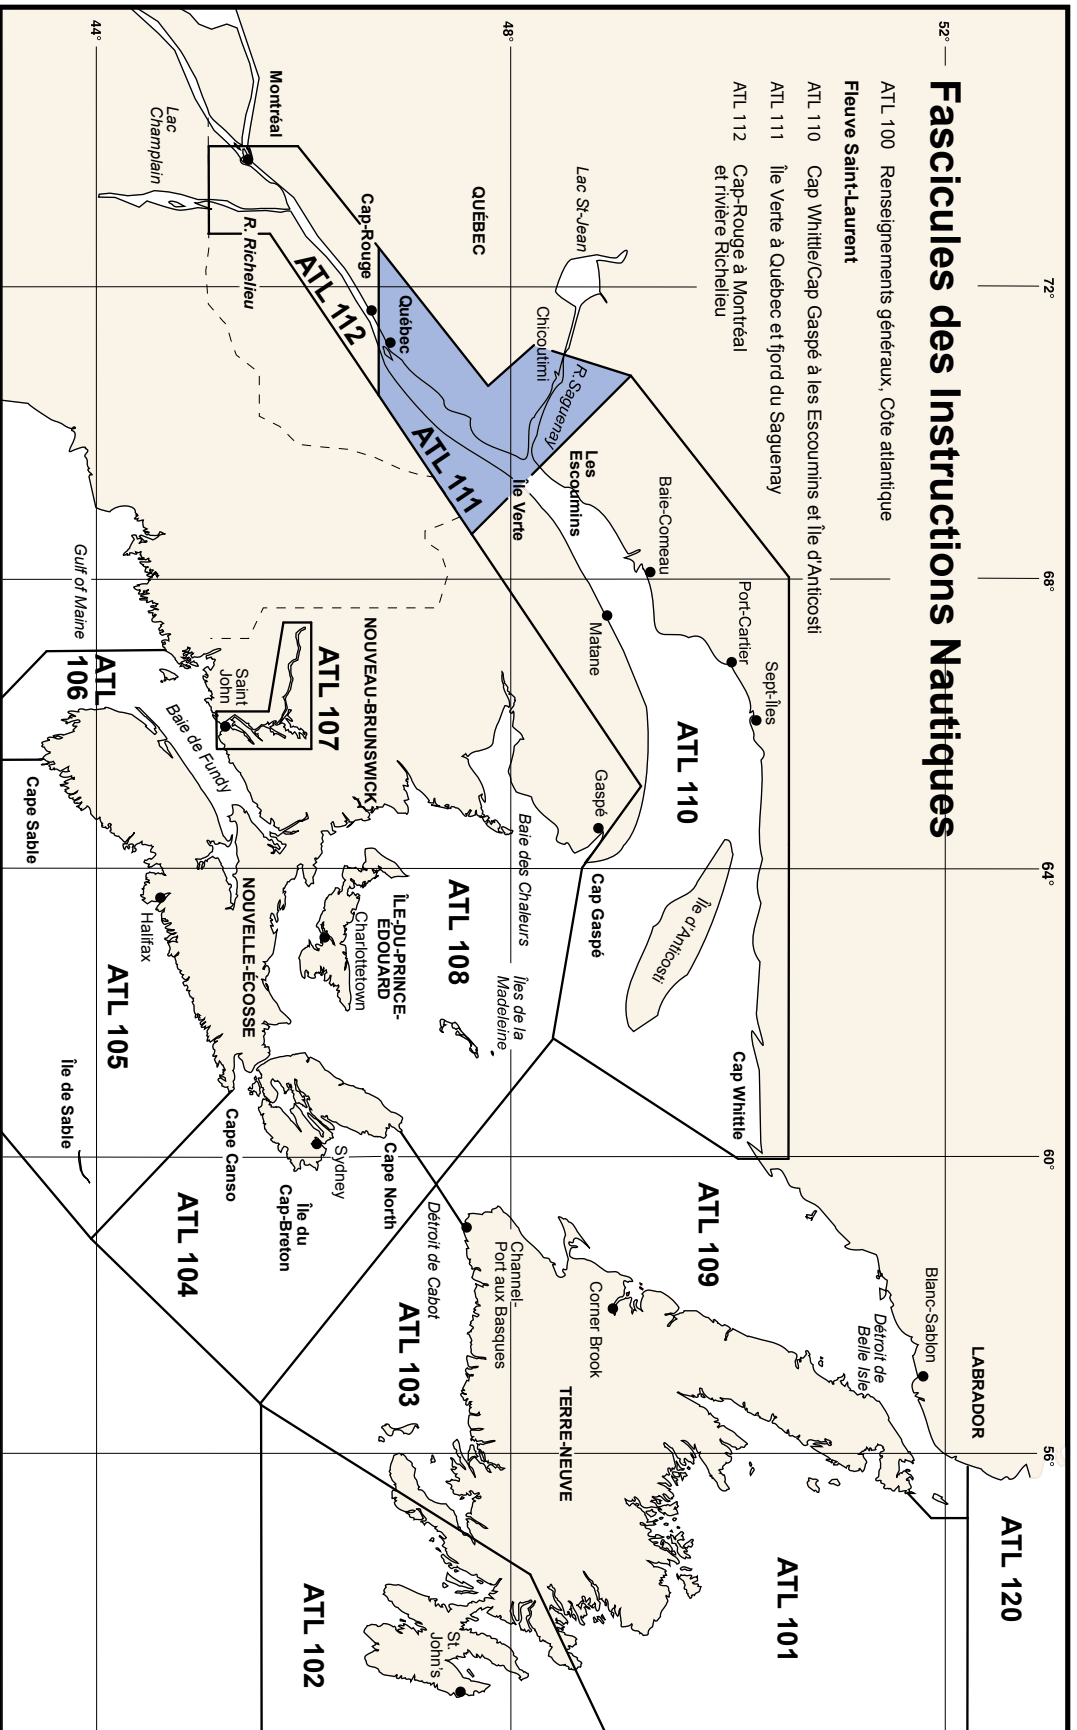 Fascicules des Instructions Nautiques
ATL 100 Renseignements généraux, Côte atlantique
Fleuve Saint-Laurent
ATL 110 Cap Whittle/Cap Gaspé à les Escoumins et Île d'Anticosti
ATL 111 Île Verte à Québec et fjord du Saguenay
ATL 112 Cap-Rouge à Montréal
et rivière Richelieu
72°
68°
64°
60°
56°
52°
48°
44°
LABRADOR
ATL 120
Blanc-Sablon
Détroit de
Belle Isle
ATL 101
ATL 109
Cap Whittle
Sept-Îles
Port-Cartier
ATL 110
Île d'Anticosti
Baie-Comeau
Matane
Les
Escoumins
Île Verte
Lac St-Jean
Chicoutimi
R. Saguenay
QUÉBEC
ATL 111
Québec
Cap-Rouge
ATL 112
Montréal
R. Richelieu
Lac
Champlain
Gaspé
Cap Gaspé
Baie des Chaleurs
Îles de la
Madeleine
ATL 108
Corner Brook
TERRE-NEUVE
Channel-
Port aux Basques
Détroit de Cabot
ATL 103
St.
John's
ATL 102
NOUVEAU-BRUNSWICK
ATL 107
Saint
John
Baie de Fundy
ÎLE-DU-PRINCE-
ÉDOUARD
Charlottetown
Cape North
Sydney
Île du
Cap-Breton
NOUVELLE-ÉCOSSE
Cape Canso
ATL 104
Halifax
ATL 105
Île de Sable
Gulf of Maine
ATL
106
Cape Sable